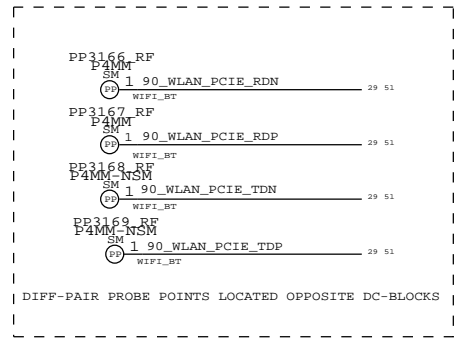 PP3166_RF
P4MM
SM
PP 1 90_WLAN_PCIE_RDN 29 51
WIFI_BT
PP3167_RF
P4MM
SM
PP 1 90_WLAN_PCIE_RDP 29 51
WIFI_BT
PP3168_RF
P4MM-NSM
SM
PP 1 90_WLAN_PCIE_TDN 29 51
WIFI_BT
PP3169_RF
P4MM-NSM
SM
PP 1 90_WLAN_PCIE_TDP 29 51
WIFI_BT
DIFF-PAIR PROBE POINTS LOCATED OPPOSITE DC-BLOCKS